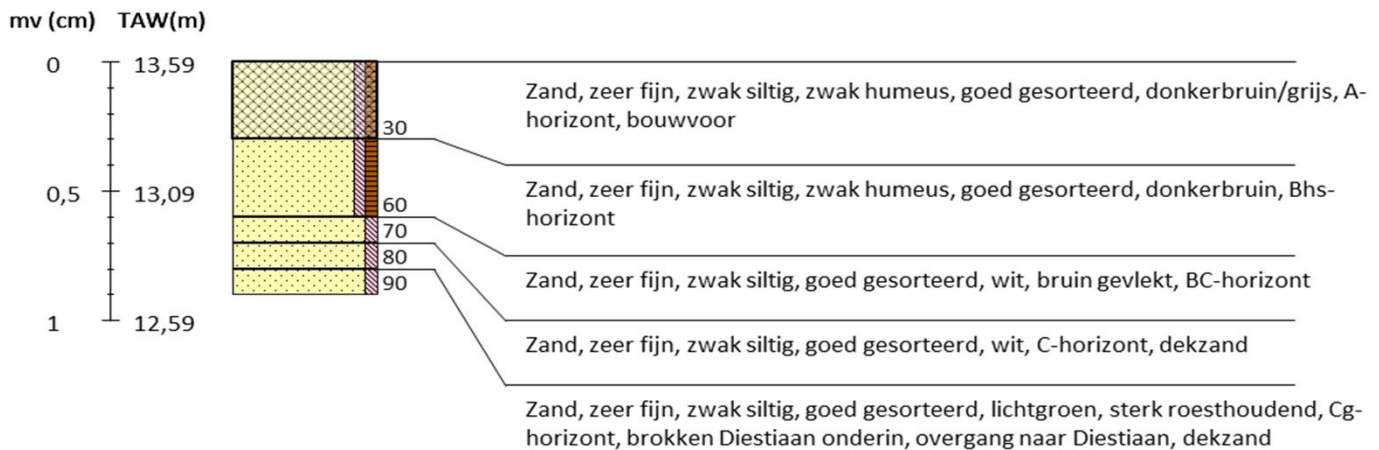 mv (cm) TAW(m)
0 13,59
Zand, zeer fijn, zwak siltig, zwak humeus, goed gesorteerd, donkerbruin/grijs, A-
horizont, bouwvoor
30
0,5 13,09
Zand, zeer fijn, zwak siltig, zwak humeus, goed gesorteerd, donkerbruin, Bhs-
horizont
60
70
80
90
Zand, zeer fijn, zwak siltig, goed gesorteerd, wit, bruin gevlekt, BC-horizont
1 12,59
Zand, zeer fijn, zwak siltig, goed gesorteerd, wit, C-horizont, dekzand
Zand, zeer fijn, zwak siltig, goed gesorteerd, lichtgroen, sterk roesthoudend, Cg-
horizont, brokken Diestiaan onderin, overgang naar Diestiaan, dekzand